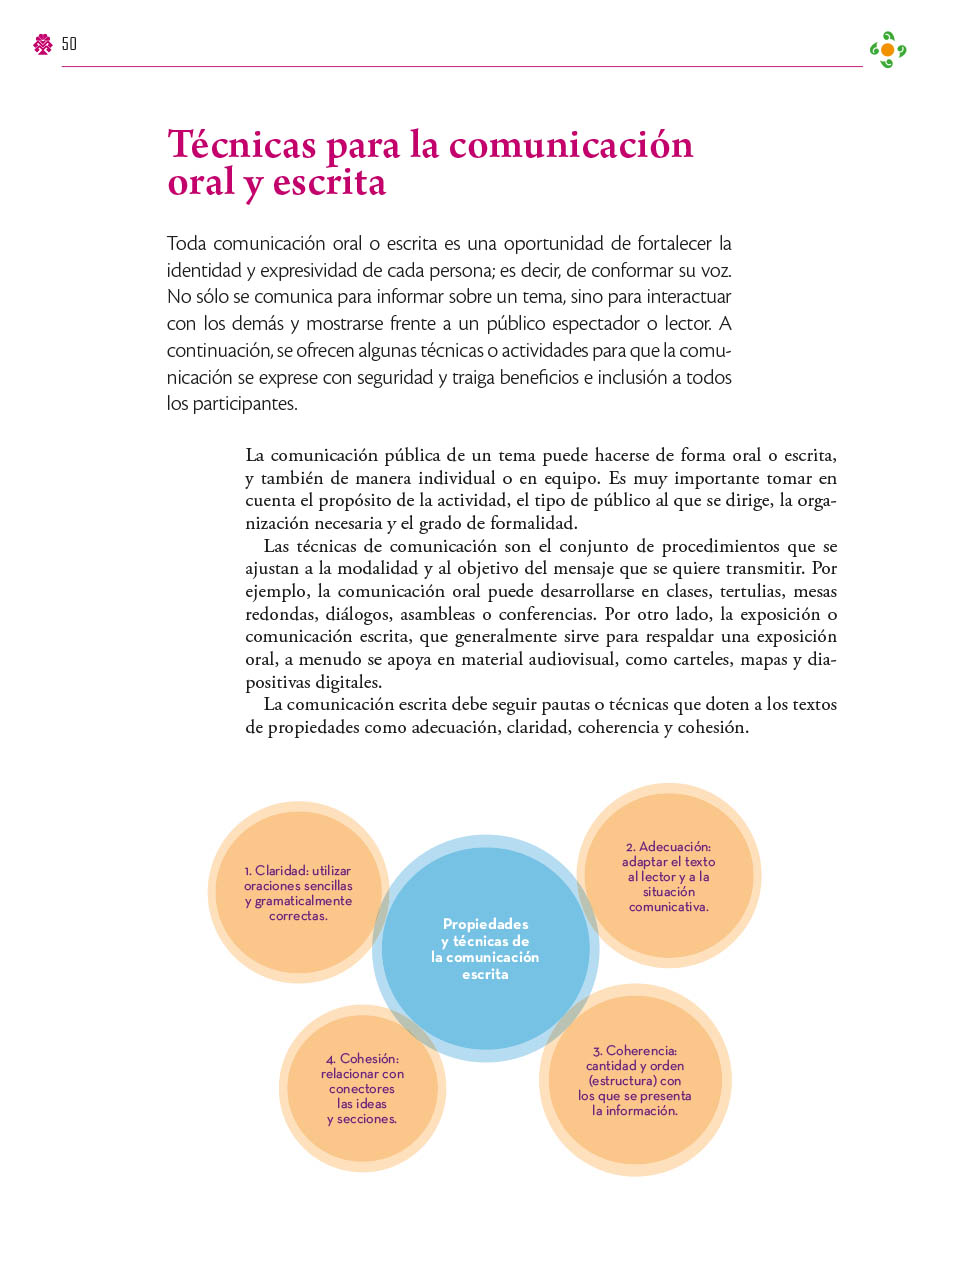 50
Técnicas para la comunicación
oral y escrita
Toda comunicación oral o escrita es una oportunidad de fortalecer la
identidad y expresividad de cada persona; es decir, de conformar su voz.
No sólo se comunica para informar sobre un tema, sino para interactuar
con los demás y mostrarse frente a un público espectador o lector. A
continuación, se ofrecen algunas técnicas o actividades para que la comu-
nicación se exprese con seguridad y traiga beneficios e inclusión a todos
los participantes.
La comunicación pública de un tema puede hacerse de forma oral o escrita,
y también de manera individual o en equipo. Es muy importante tomar en
cuenta el propósito de la actividad, el tipo de público al que se dirige, la orga-
nización necesaria y el grado de formalidad.
Las técnicas de comunicación son el conjunto de procedimientos que se
ajustan a la modalidad y al objetivo del mensaje que se quiere transmitir. Por
ejemplo, la comunicación oral puede desarrollarse en clases, tertulias, mesas
redondas, diálogos, asambleas o conferencias. Por otro lado, la exposición o
comunicación escrita, que generalmente sirve para respaldar una exposición
oral, a menudo se apoya en material audiovisual, como carteles, mapas y dia-
positivas digitales.
La comunicación escrita debe seguir pautas o técnicas que doten a los textos
de propiedades como adecuación, claridad, coherencia y cohesión.
1. Claridad: utilizar
oraciones sencillas
y gramaticalmente
correctas.
2. Adecuación:
adaptar el texto
al lector y a la
situación
comunicativa.
Propiedades
y técnicas de
la comunicación
escrita
4. Cohesión:
relacionar con
conectores
las ideas
y secciones.
3. Coherencia:
cantidad y orden
(estructura) con
los que se presenta
la información.